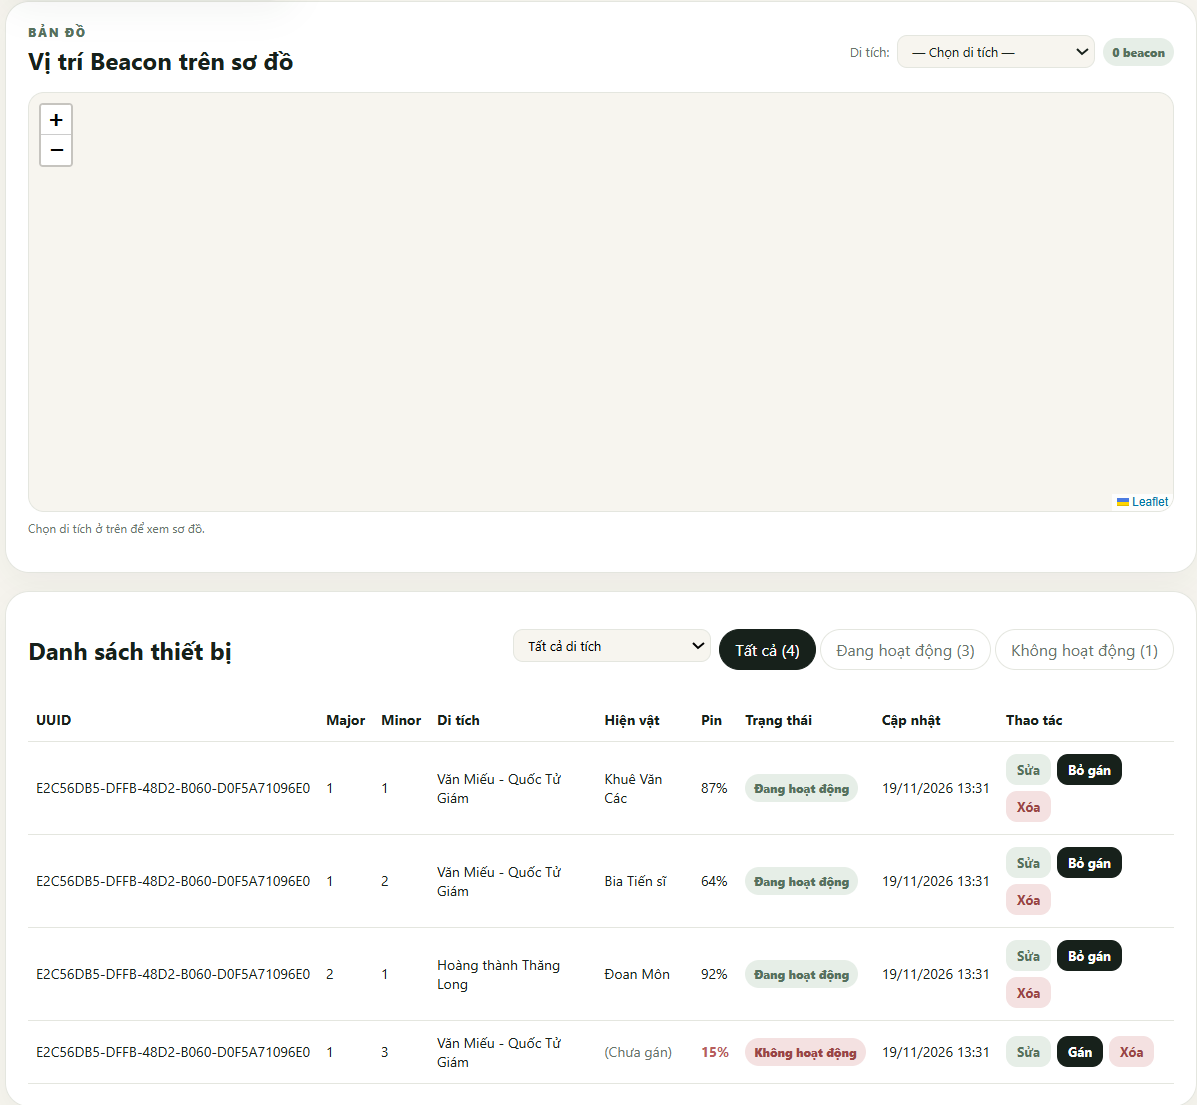 BẢN ĐỒ
Vị trí Beacon trên sơ đồ
Di tích: — Chọn di tích — 0 beacon
+
−
Leaflet
Chọn di tích ở trên để xem sơ đồ.
Danh sách thiết bị
Tất cả di tích Tất cả (4) Đang hoạt động (3) Không hoạt động (1)
UUID Major Minor Di tích Hiện vật Pin Trạng thái Cập nhật Thao tác
E2C56DB5-DFFB-48D2-B060-D0F5A71096E0 1 1 Văn Miếu - Quốc Tử Giám Khuê Văn Các 87% Đang hoạt động 19/11/2026 13:31 Sửa Bỏ gán Xóa
E2C56DB5-DFFB-48D2-B060-D0F5A71096E0 1 2 Văn Miếu - Quốc Tử Giám Bia Tiến sĩ 64% Đang hoạt động 19/11/2026 13:31 Sửa Bỏ gán Xóa
E2C56DB5-DFFB-48D2-B060-D0F5A71096E0 2 1 Hoàng thành Thăng Long Đoan Môn 92% Đang hoạt động 19/11/2026 13:31 Sửa Bỏ gán Xóa
E2C56DB5-DFFB-48D2-B060-D0F5A71096E0 1 3 Văn Miếu - Quốc Tử Giám (Chưa gán) 15% Không hoạt động 19/11/2026 13:31 Sửa Gán Xóa